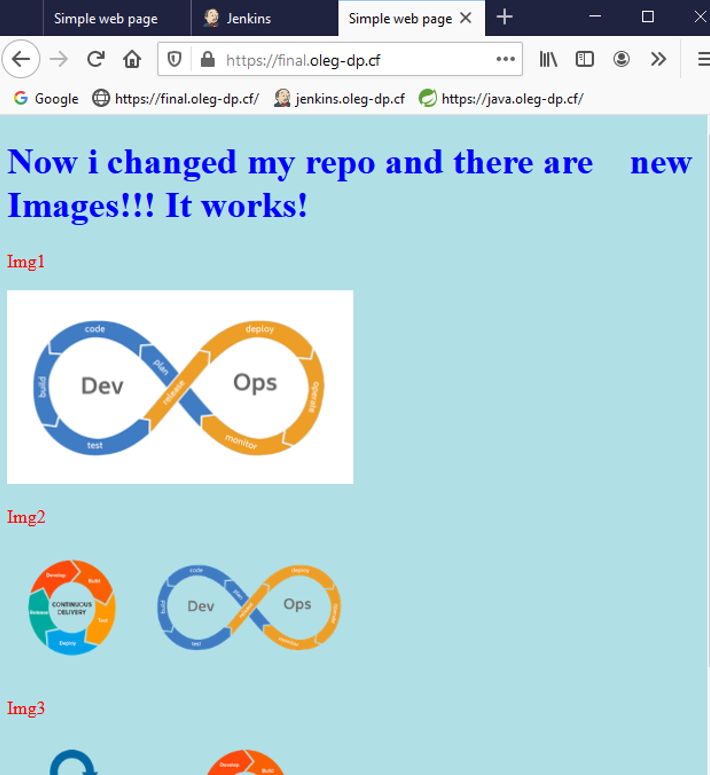 Simple web page
Jenkins
Simple web page
https://final.oleg-dp.cf
Google
https://final.oleg-dp.cf/
jenkins.oleg-dp.cf
https://java.oleg-dp.cf/
Now i changed my repo and there are new
Images!!! It works!
Img1
code
deploy
plan
build
Dev
release
Ops
operate
test
monitor
Img2
Develop
Build
CONTINUOUS
DELIVERY
Release
Test
Deploy
code
deploy
plan
build
Dev
release
Ops
operate
test
monitor
Img3
Develop
Build